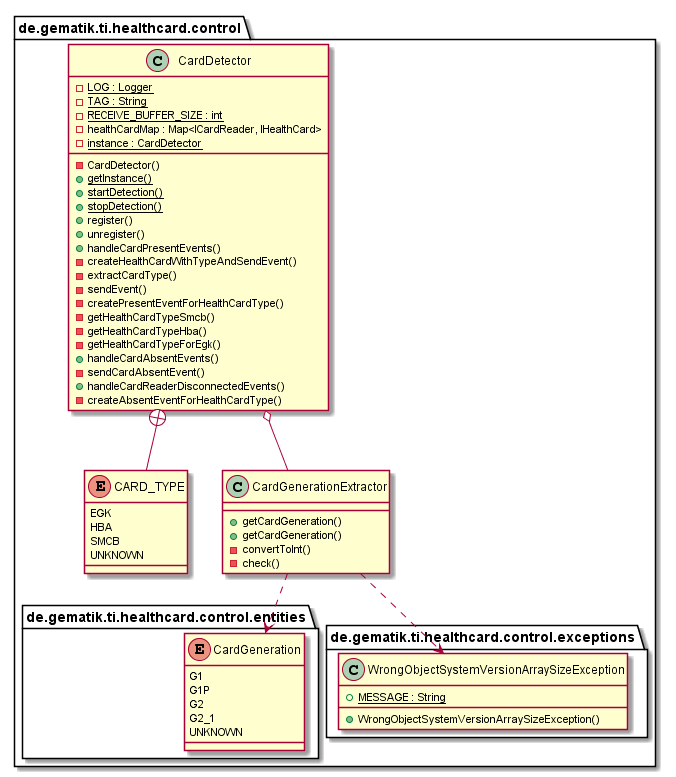 de.gematik.ti.healthcard.control
C CardDetector
LOG : Logger
TAG : String
RECEIVE_BUFFER_SIZE : int
healthCardMap : Map<ICardReader, IHealthCard>
instance : CardDetector
CardDetector()
getInstance()
startDetection()
stopDetection()
register()
unregister()
handleCardPresentEvents()
createHealthCardWithTypeAndSendEvent()
extractCardType()
sendEvent()
createPresentEventForHealthCardType()
getHealthCardTypeSmcb()
getHealthCardTypeHba()
getHealthCardTypeForEgk()
handleCardAbsentEvents()
sendCardAbsentEvent()
handleCardReaderDisconnectedEvents()
createAbsentEventForHealthCardType()
E CARD_TYPE
EGK
HBA
SMCB
UNKNOWN
C CardGenerationExtractor
getCardGeneration()
getCardGeneration()
convertToInt()
check()
de.gematik.ti.healthcard.control.entities
E CardGeneration
G1
G1P
G2
G2_1
UNKNOWN
de.gematik.ti.healthcard.control.exceptions
C WrongObjectSystemVersionArraySizeException
MESSAGE : String
WrongObjectSystemVersionArraySizeException()